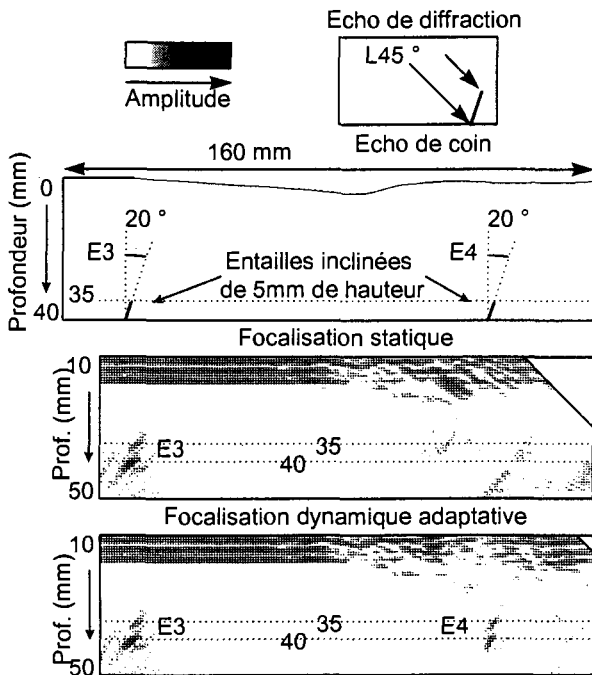 Echo de diffraction
L45 °
Amplitude
Echo de coin
160 mm
Profondeur (mm)
0
20 °
20 °
E3
E4
Entailles inclinées
de 5mm de hauteur
35
40
Focalisation statique
Prof. (mm)
10
E3
35
40
50
Focalisation dynamique adaptative
Prof. (mm)
10
E3
35
E4
40
50